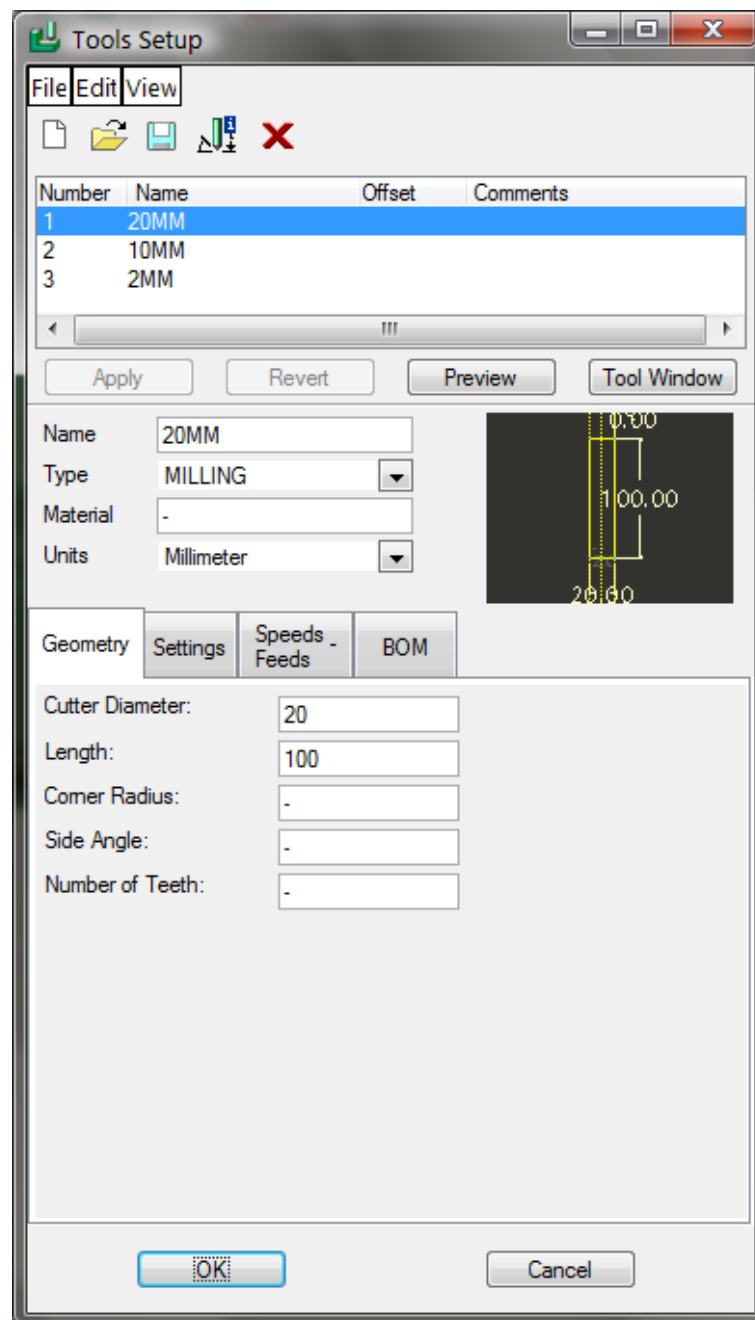 Tools Setup
File Edit View
Number Name Offset Comments
1 20MM
2 10MM
3 2MM
Apply Revert Preview Tool Window
Name 20MM
Type MILLING
Material -
Units Millimeter
0.00
100.00
20.00
Geometry Settings Speeds - Feeds BOM
Cutter Diameter: 20
Length: 100
Corner Radius: -
Side Angle: -
Number of Teeth: -
OK Cancel